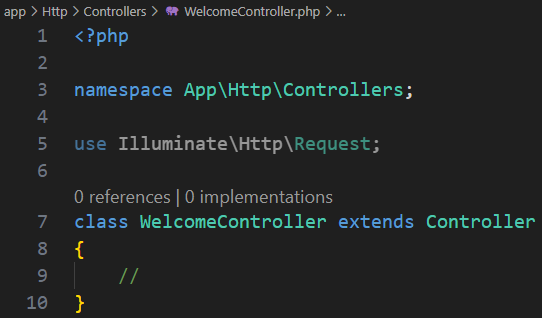 app > Http > Controllers > WelcomeController.php > ...
1 <?php
2
3 namespace App\Http\Controllers;
4
5 use Illuminate\Http\Request;
6
0 references | 0 implementations
7 class WelcomeController extends Controller
8 {
9     //
10 }